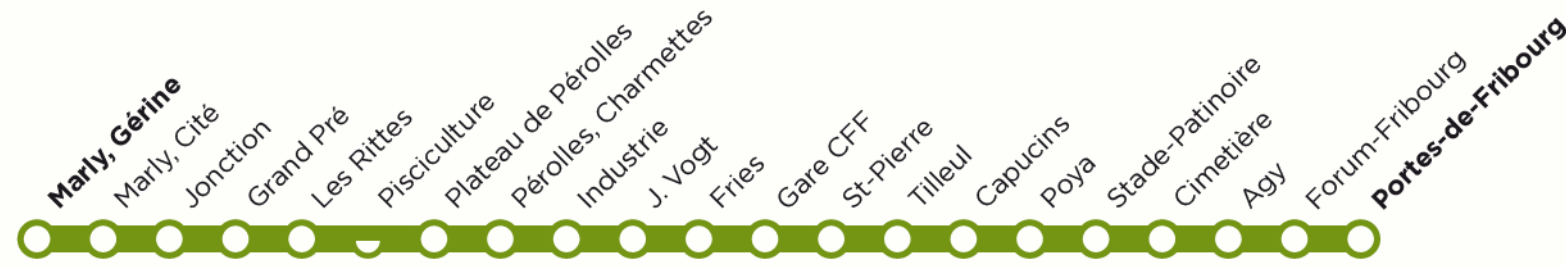 Marly, Gérine
Marly, Cité
Jonction
Grand Pré
Les Rittes
Pisciculture
Plateau de Pérolles
Pérolles, Charmettes
Industrie
J. Vogt
Fries
Gare CFF
St-Pierre
Tilleul
Capucins
Poya
Stade-Patinoire
Cimetière
Agy
Forum-Fribourg
Portes-de-Fribourg